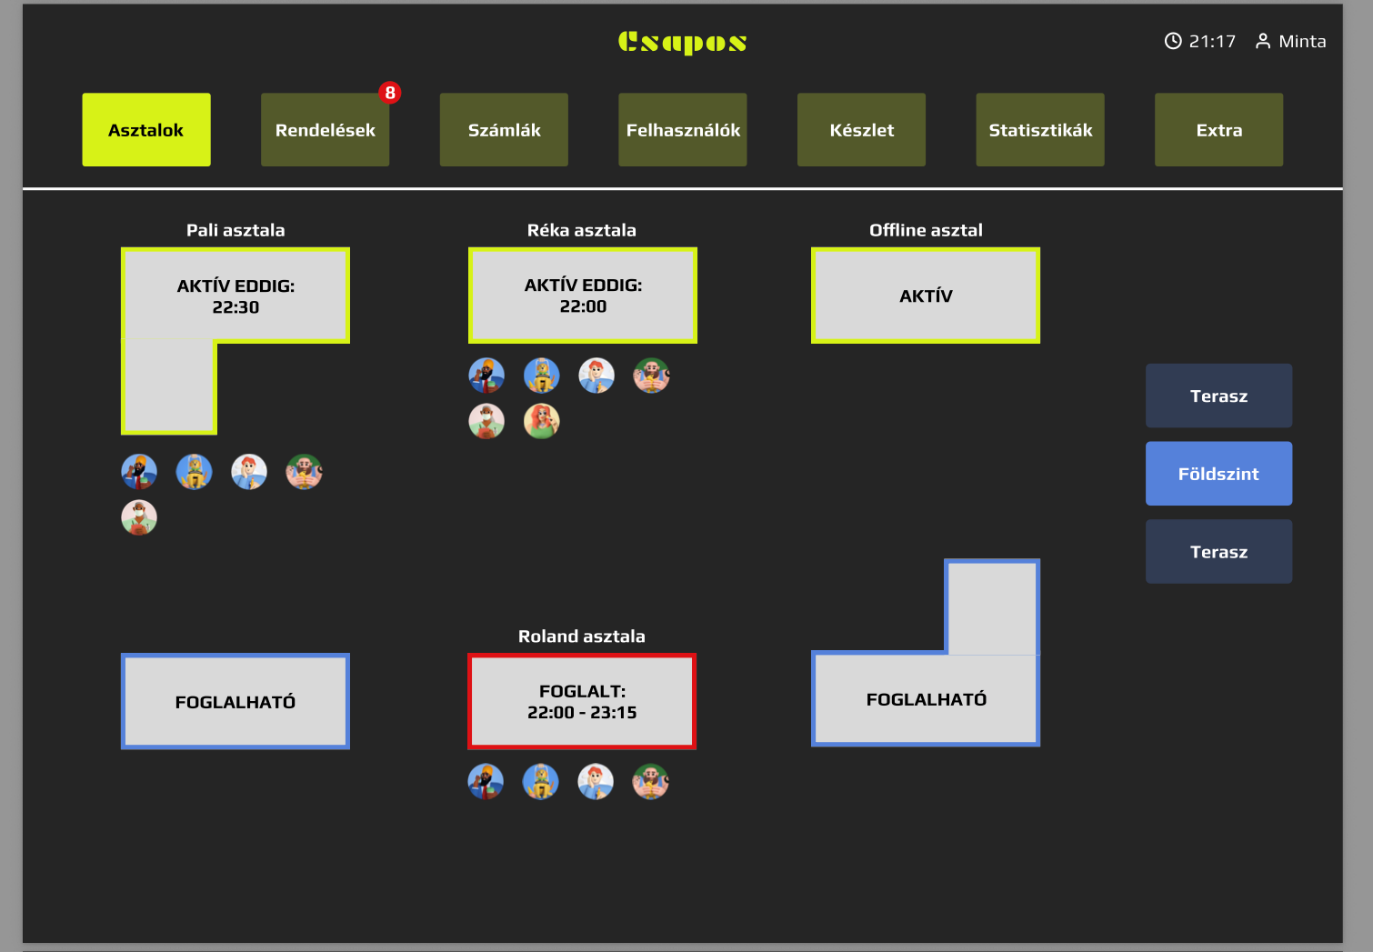 Csapos
21:17 Minta
Asztalok
Rendelések
8
Számlák
Felhasználók
Készlet
Statisztikák
Extra
Pali asztala
AKTÍV EDDIG:
22:30
Réka asztala
AKTÍV EDDIG:
22:00
Offline asztal
AKTÍV
Terasz
Földszint
Terasz
FOGLALHATÓ
Roland asztala
FOGLALT:
22:00 - 23:15
FOGLALHATÓ